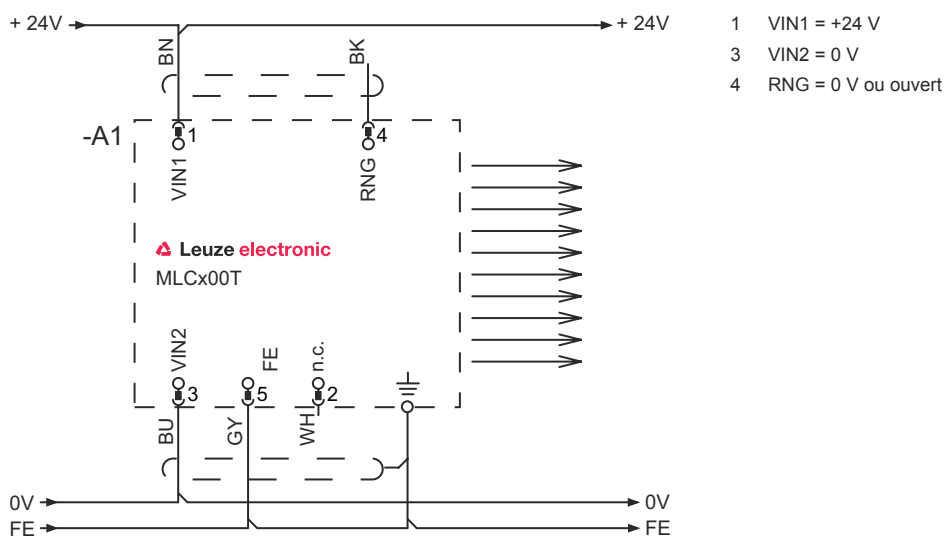 + 24V
+ 24V
1 VIN1 = +24 V
3 VIN2 = 0 V
4 RNG = 0 V ou ouvert
BN
BK
-A1
1
4
VIN1
RNG
Leuze electronic
MLCx00T
VIN2
FE
n.c.
3
5
2
BU
GY
WH
0V
0V
FE
FE